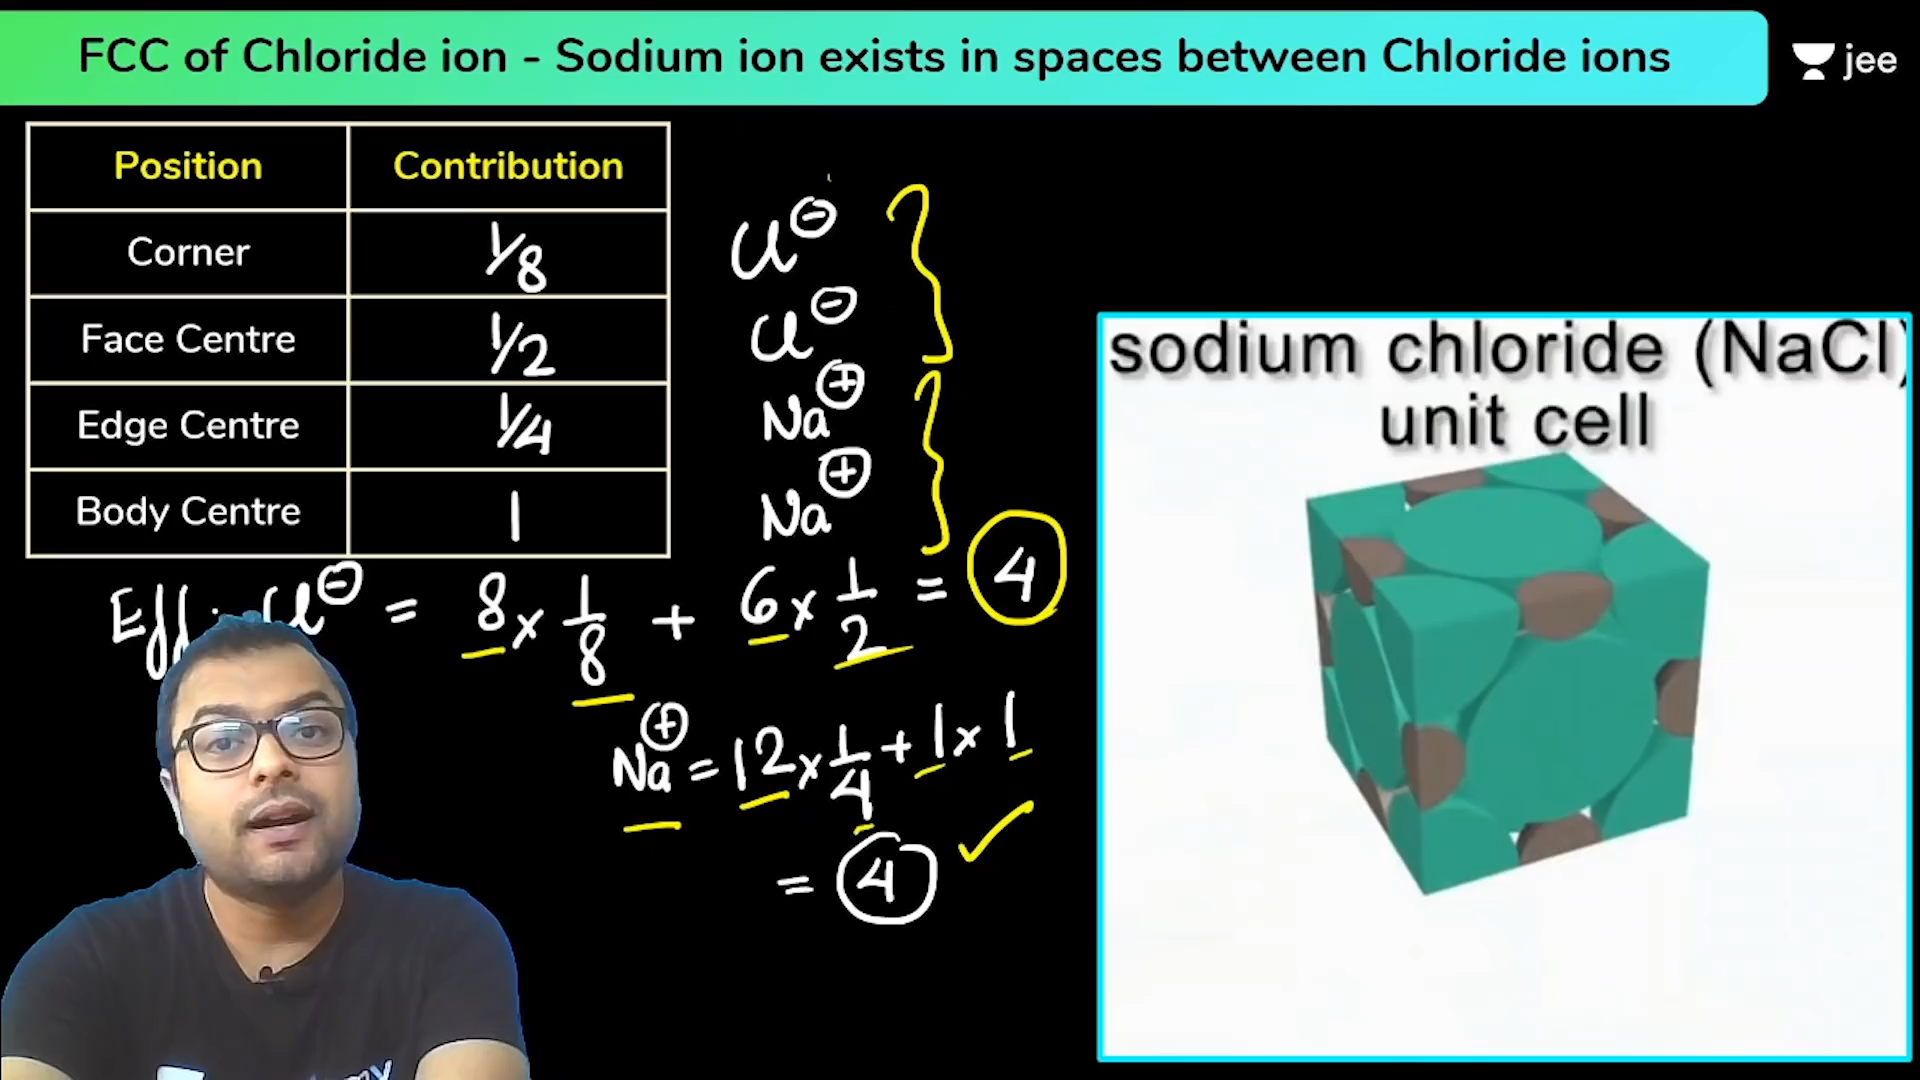 FCC of Chloride ion - Sodium ion exists in spaces between Chloride ions
jee
Position Contribution
Corner 1/8 Cl⊖
Face Centre 1/2 Cl⊖
Edge Centre 1/4 Na⊕
Body Centre 1 Na⊕
Eff. Cl⊖ = 8 x 1/8 + 6 x 1/2 = 4
Na⊕ = 12 x 1/4 + 1 x 1
= 4 ✓
sodium chloride (NaCl)
unit cell